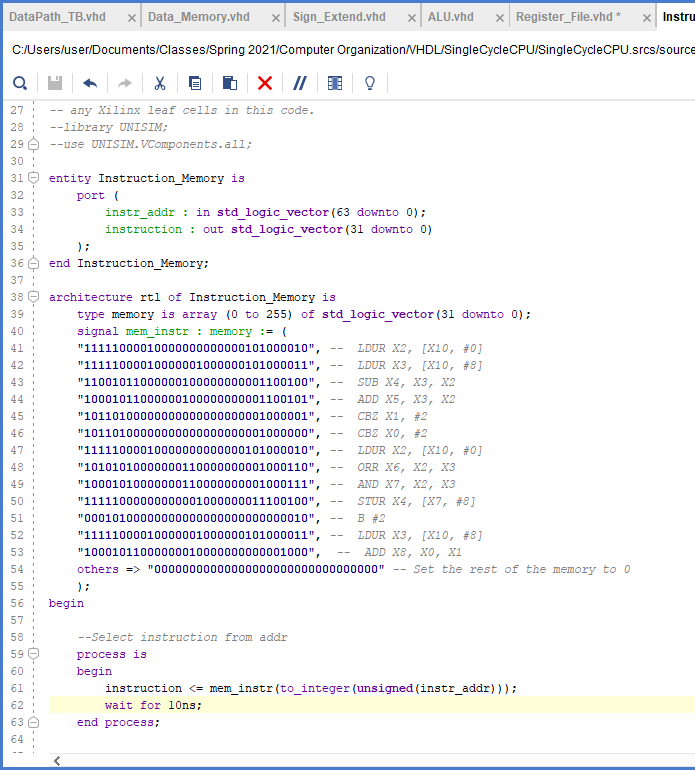 DataPath_TB.vhd × Data_Memory.vhd × Sign_Extend.vhd × ALU.vhd × Register_File.vhd * × Instru
C:/Users/user/Documents/Classes/Spring 2021/Computer Organization/VHDL/SingleCycleCPU/SingleCycleCPU.srcs/source
27 -- any Xilinx leaf cells in this code.
28 --library UNISIM;
29 --use UNISIM.VComponents.all;
30
31 entity Instruction_Memory is
32 port (
33 instr_addr : in std_logic_vector(63 downto 0);
34 instruction : out std_logic_vector(31 downto 0)
35 );
36 end Instruction_Memory;
37
38 architecture rtl of Instruction_Memory is
39 type memory is array (0 to 255) of std_logic_vector(31 downto 0);
40 signal mem_instr : memory := (
41 "11111000010000000000000101000010", -- LDUR X2, [X10, #0]
42 "11111000010000001000000101000011", -- LDUR X3, [X10, #8]
43 "11001011000000100000000001100100", -- SUB X4, X3, X2
44 "10001011000000100000000001100101", -- ADD X5, X3, X2
45 "10110100000000000000000001000001", -- CBZ X1, #2
46 "10110100000000000000000001000000", -- CBZ X0, #2
47 "11111000010000000000000101000010", -- LDUR X2, [X10, #0]
48 "10101010000000110000000001000110", -- ORR X6, X2, X3
49 "10001010000000110000000001000111", -- AND X7, X2, X3
50 "11111000000000001000000011100100", -- STUR X4, [X7, #8]
51 "00010100000000000000000000000010", -- B #2
52 "11111000010000001000000101000011", -- LDUR X3, [X10, #8]
53 "10001011000000010000000000001000", -- ADD X8, X0, X1
54 others => "00000000000000000000000000000000" -- Set the rest of the memory to 0
55 );
56 begin
57
58 --Select instruction from addr
59 process is
60 begin
61 instruction <= mem_instr(to_integer(unsigned(instr_addr)));
62 wait for 10ns;
63 end process;
64